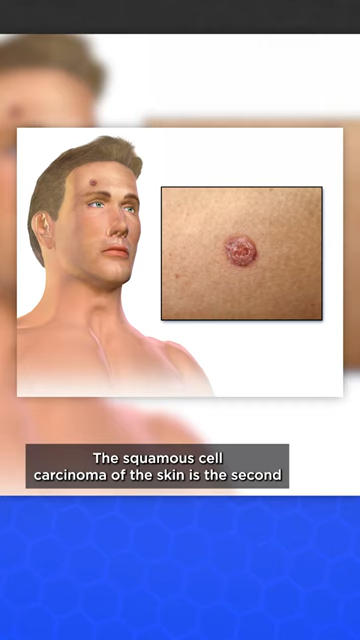 The squamous cell
carcinoma of the skin is the second